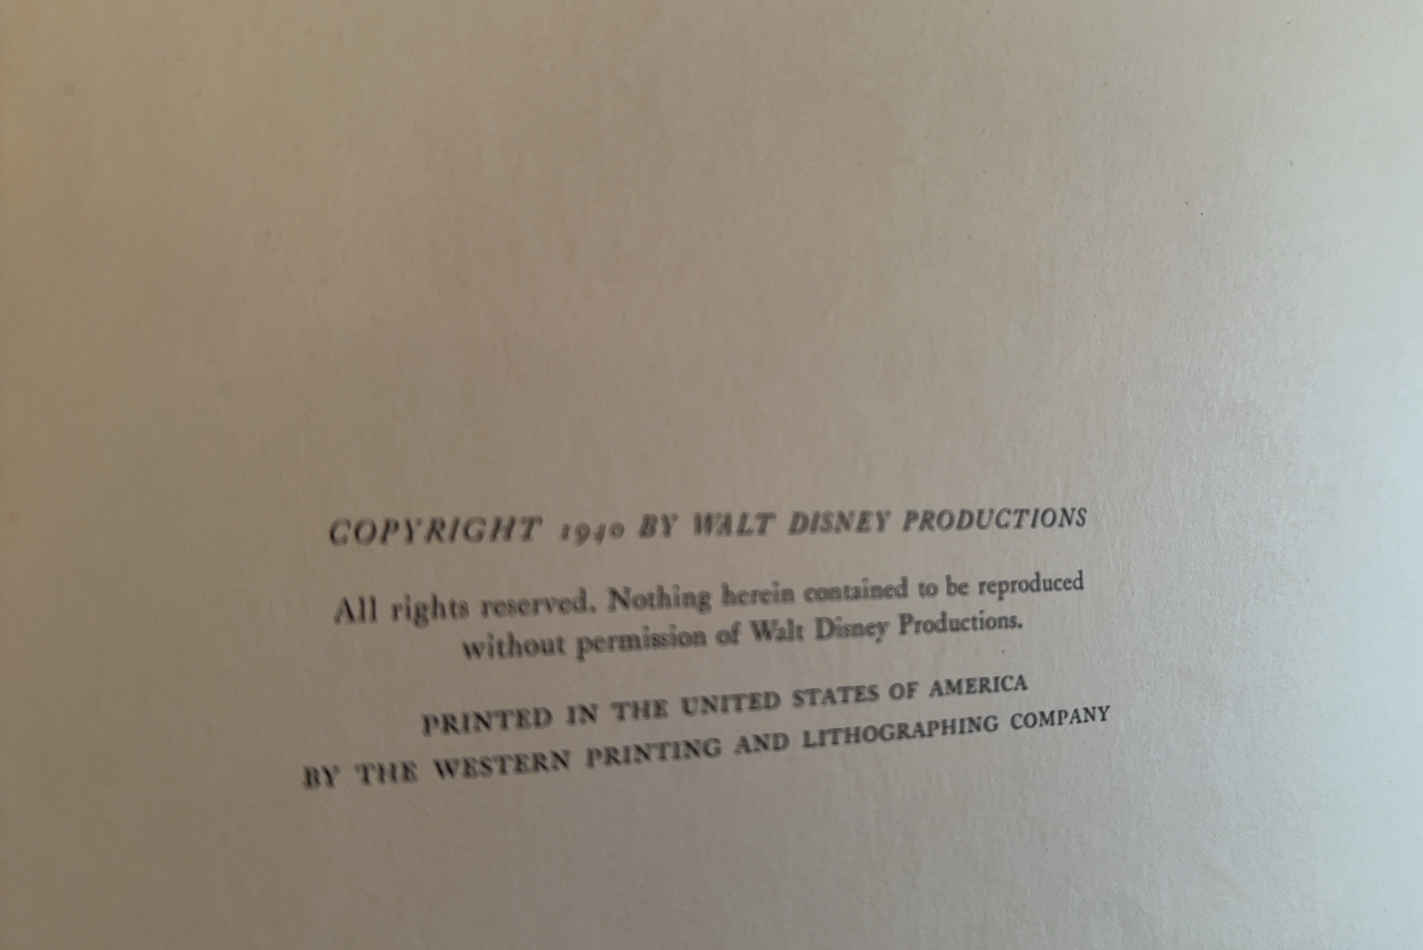 COPYRIGHT 1940 BY WALT DISNEY PRODUCTIONS
All rights reserved. Nothing herein contained to be reproduced
without permission of Walt Disney Productions.
PRINTED IN THE UNITED STATES OF AMERICA
BY THE WESTERN PRINTING AND LITHOGRAPHING COMPANY